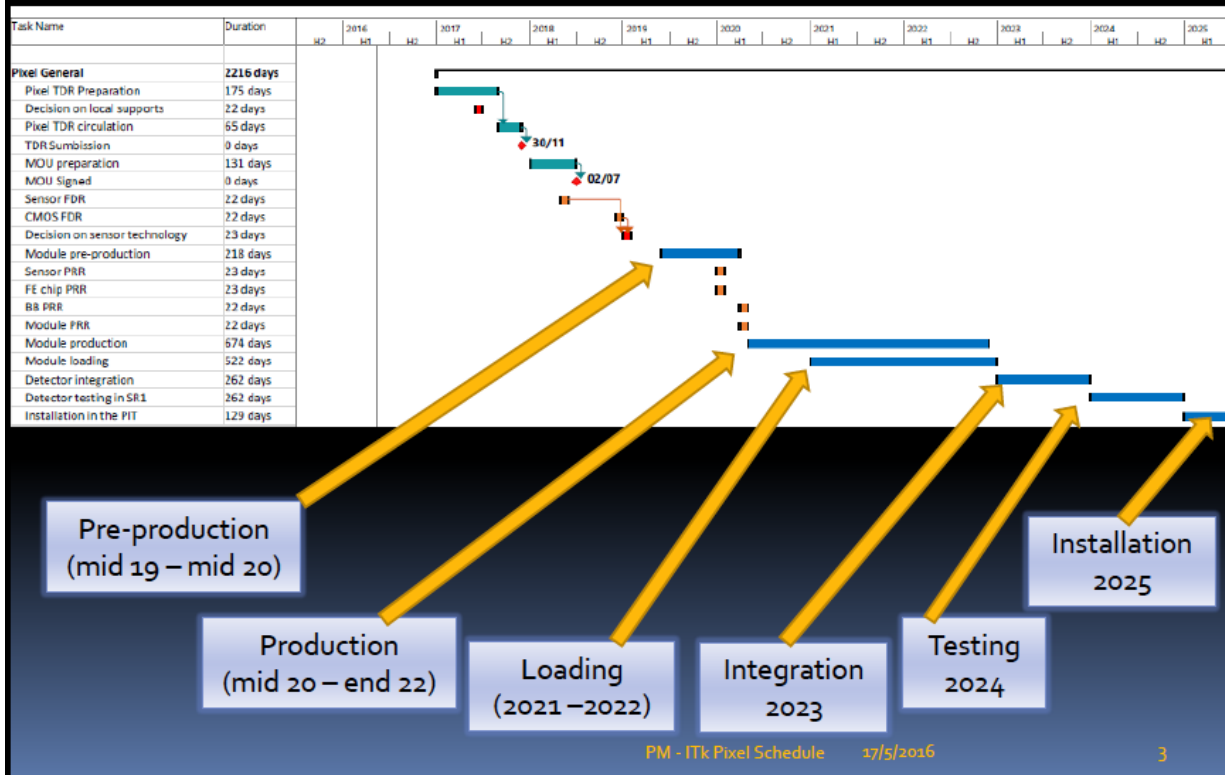 Task Name Duration 2016 2017 2018 2019 2020 2021 2022 2023 2024 2025
H2 H1 H2 H1 H2 H1 H2 H1 H2 H1 H2 H1 H2 H1 H2 H1 H2 H1 H2 H1
Pixel General 2216 days
Pixel TDR Preparation 175 days
Decision on local supports 22 days
Pixel TDR circulation 65 days
TDR Sumbission 0 days 30/11
MOU preparation 131 days
MOU Signed 0 days 02/07
Sensor FDR 22 days
CMOS FDR 22 days
Decision on sensor technology 23 days
Module pre-production 218 days
Sensor PRR 23 days
FE chip PRR 23 days
BB PRR 22 days
Module PRR 22 days
Module production 674 days
Module loading 522 days
Detector integration 262 days
Detector testing in SR1 262 days
Installation in the PIT 129 days
Pre-production
(mid 19 – mid 20)
Production
(mid 20 – end 22)
Loading
(2021 –2022)
Integration
2023
Testing
2024
Installation
2025
PM - ITk Pixel Schedule 17/5/2016 3